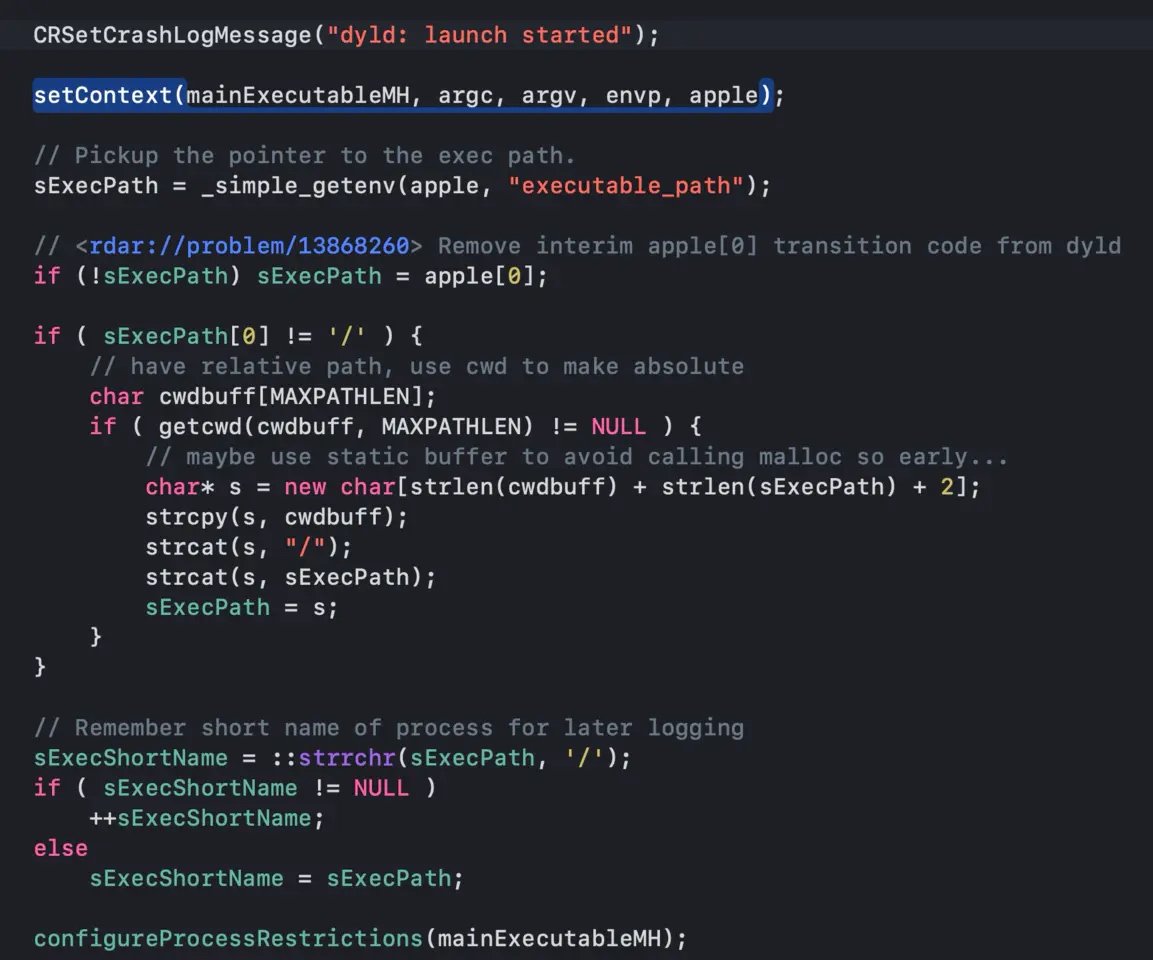 CRSetCrashLogMessage("dyld: launch started");
setContext(mainExecutableMH, argc, argv, envp, apple);
// Pickup the pointer to the exec path.
sExecPath = _simple_getenv(apple, "executable_path");
// <rdar://problem/13868260> Remove interim apple[0] transition code from dyld
if (!sExecPath) sExecPath = apple[0];
if ( sExecPath[0] != '/' ) {
    // have relative path, use cwd to make absolute
    char cwdbuff[MAXPATHLEN];
    if ( getcwd(cwdbuff, MAXPATHLEN) != NULL ) {
        // maybe use static buffer to avoid calling malloc so early...
        char* s = new char[strlen(cwdbuff) + strlen(sExecPath) + 2];
        strcpy(s, cwdbuff);
        strcat(s, "/");
        strcat(s, sExecPath);
        sExecPath = s;
    }
}
// Remember short name of process for later logging
sExecShortName = ::strrchr(sExecPath, '/');
if ( sExecShortName != NULL )
    ++sExecShortName;
else
    sExecShortName = sExecPath;
configureProcessRestrictions(mainExecutableMH);